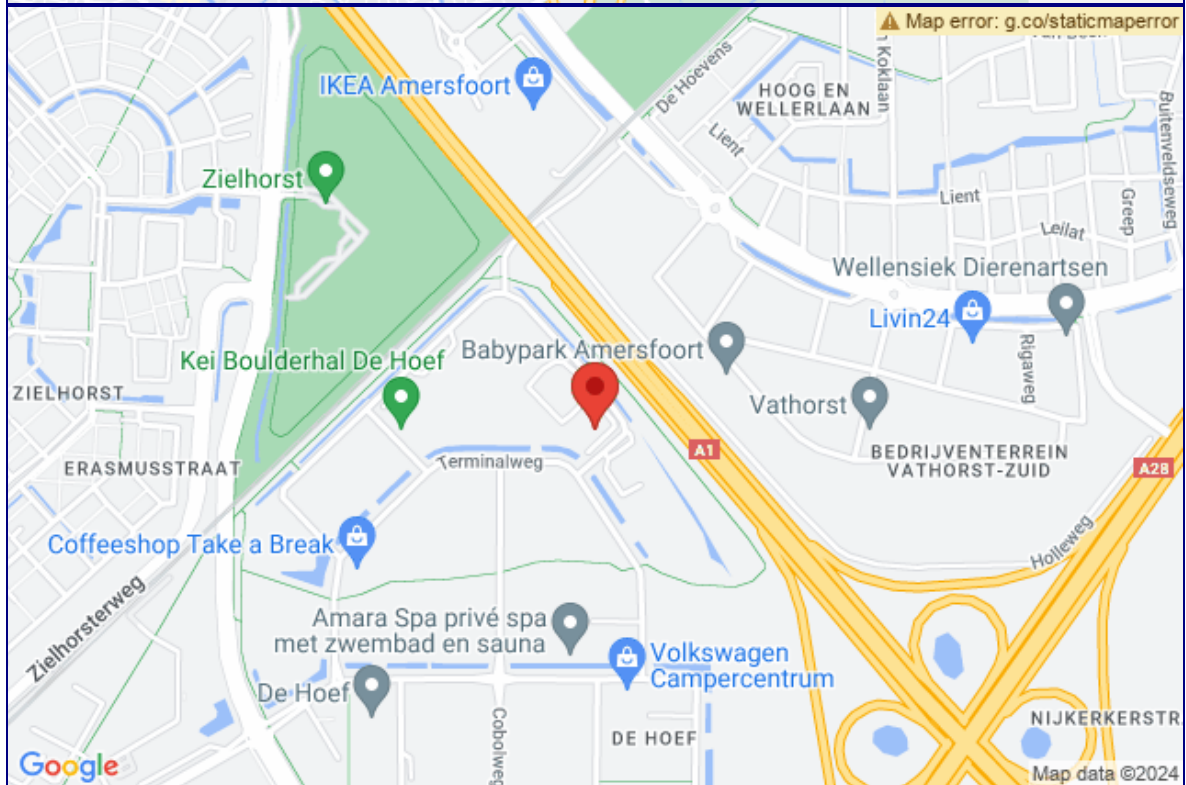 Map error: g.co/staticmaperror
n Koklaan
IKEA Amersfoort
De Hoevens
HOOG EN
WELLERLAAN
Buitenveldseweg
Lient
Zielhorst
Lient
Greep
Leilat
Wellensiek Dierenartsen
Livin24
Kei Boulderhal De Hoef
Babypark Amersfoort
Rigaweg
ZIELHORST
Vathorst
A1
BEDRIJVENTERREIN
VATHORST-ZUID
ERASMUSSTRAAT
Terminalweg
A28
Coffeeshop Take a Break
Holleweg
Zielhorsterweg
Amara Spa privé spa
met zwembad en sauna
Volkswagen
Campercentrum
De Hoef
Cobolweg
DE HOEF
NIJKERKERSTR
Google
Map data ©2024